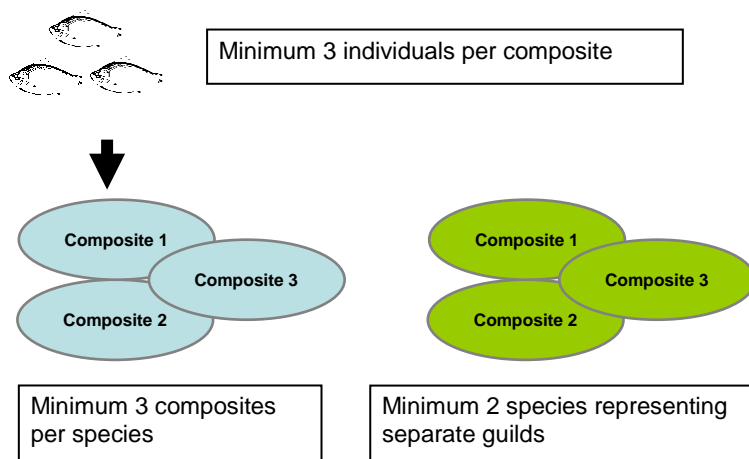 Minimum 3 individuals per composite
Composite 1
Composite 3
Composite 2
Composite 1
Composite 3
Composite 2
Minimum 3 composites
per species
Minimum 2 species representing
separate guilds